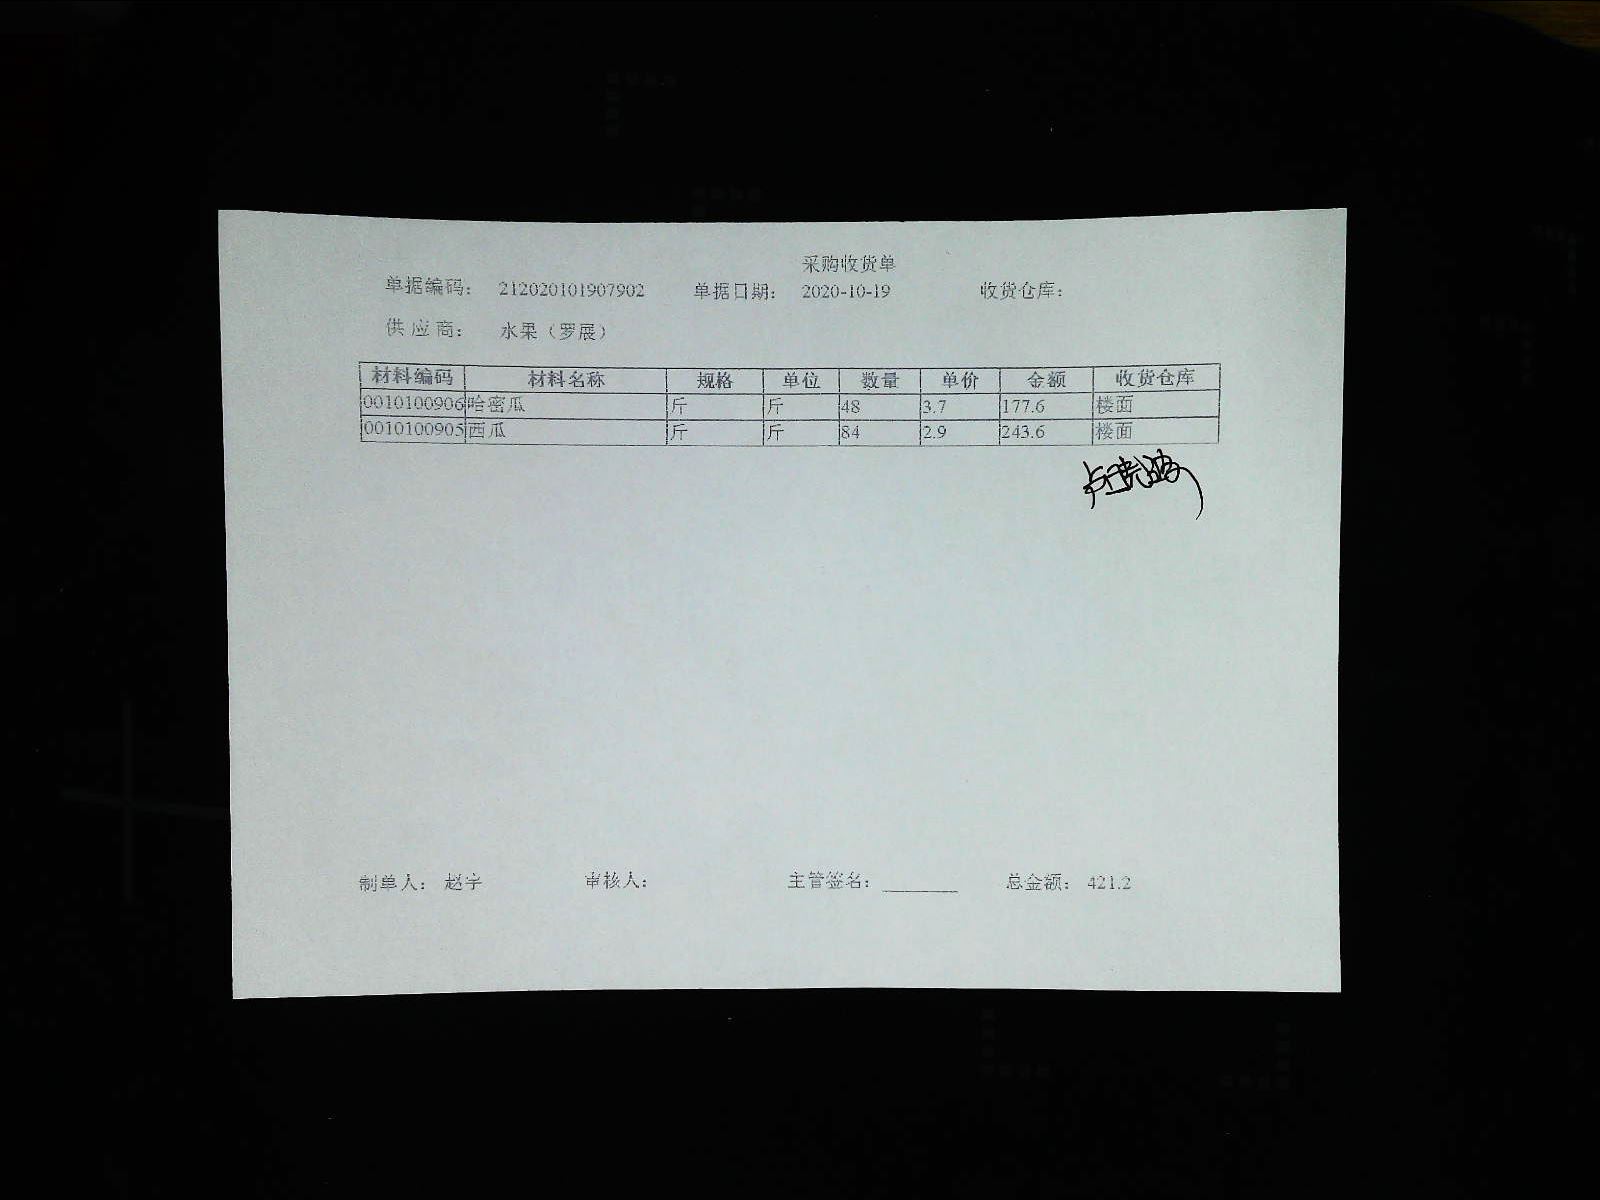 采购收货单
单据编码： 212020101907902 单据日期： 2020-10-19 收货仓库：
供应商： 水果（罗展）
材料编码 材料名称 规格 单位 数量 单价 金额 收货仓库
0010100906 哈密瓜 斤 斤 48 3.7 177.6 楼面
0010100905 西瓜 斤 斤 84 2.9 243.6 楼面
制单人： 赵宇 审核人： 主管签名：________ 总金额： 421.2